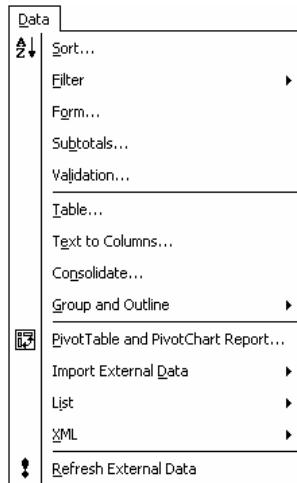 Data
Sort...
Filter
Form...
Subtotals...
Validation...
Table...
Text to Columns...
Consolidate...
Group and Outline
PivotTable and PivotChart Report...
Import External Data
List
XML
Refresh External Data